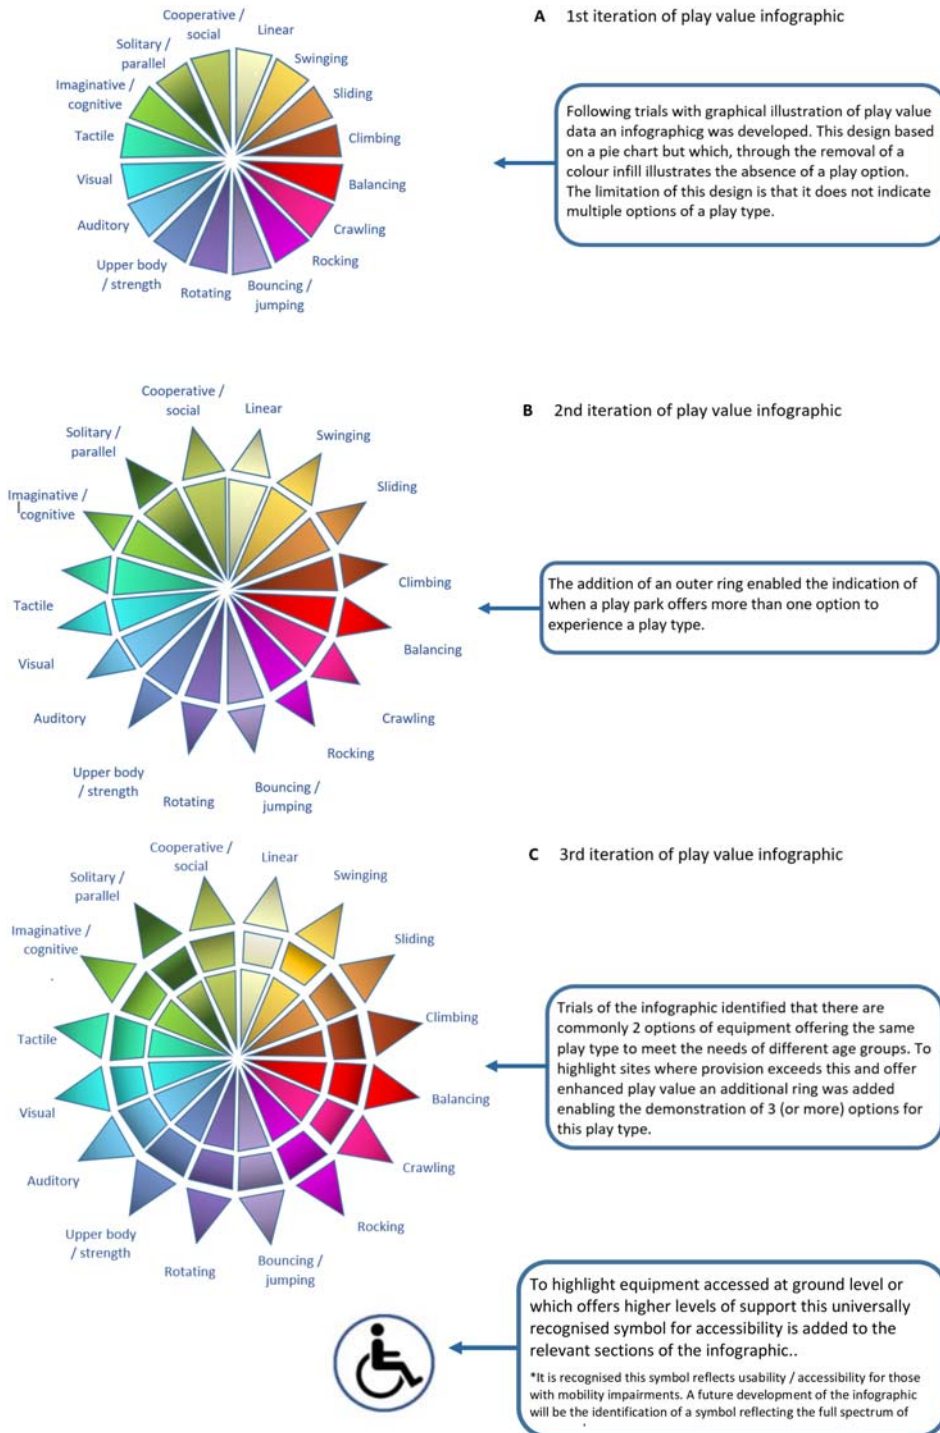 A 1st iteration of play value infographic
Cooperative /
social
Linear
Solitary /
parallel
Swinging
Imaginative /
cognitive
Sliding
Tactile
Climbing
Visual
Balancing
Auditory
Crawling
Upper body
/ strength
Rocking
Rotating
Bouncing /
jumping
Following trials with graphical illustration of play value
data an infographicg was developed. This design based
on a pie chart but which, through the removal of a
colour infill illustrates the absence of a play option.
The limitation of this design is that it does not indicate
multiple options of a play type.
B 2nd iteration of play value infographic
Cooperative /
social
Linear
Solitary /
parallel
Swinging
Imaginative /
cognitive
Sliding
Tactile
Climbing
Visual
Balancing
Auditory
Crawling
Upper body
/ strength
Rocking
Rotating
Bouncing /
jumping
The addition of an outer ring enabled the indication of
when a play park offers more than one option to
experience a play type.
C 3rd iteration of play value infographic
Cooperative /
social
Linear
Solitary /
parallel
Swinging
Imaginative /
cognitive
Sliding
Tactile
Climbing
Visual
Balancing
Auditory
Crawling
Upper body
/ strength
Rocking
Rotating
Bouncing /
jumping
Trials of the infographic identified that there are
commonly 2 options of equipment offering the same
play type to meet the needs of different age groups. To
highlight sites where provision exceeds this and offer
enhanced play value an additional ring was added
enabling the demonstration of 3 (or more) options for
this play type.
To highlight equipment accessed at ground level or
which offers higher levels of support this universally
recognised symbol for accessibility is added to the
relevant sections of the infographic..
*It is recognised this symbol reflects usability / accessibility for those
with mobility impairments. A future development of the infographic
will be the identification of a symbol reflecting the full spectrum of